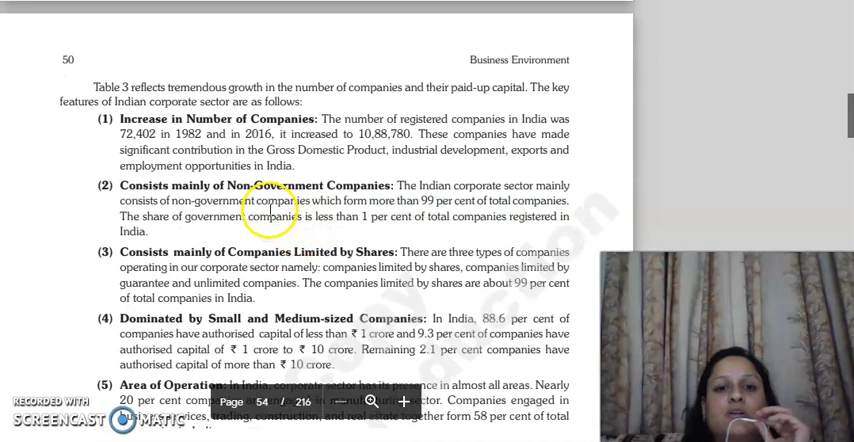 50
Business Environment
Table 3 reflects tremendous growth in the number of companies and their paid-up capital. The key
features of Indian corporate sector are as follows:
(1) Increase in Number of Companies: The number of registered companies in India was
72,402 in 1982 and in 2016, it increased to 10,88,780. These companies have made
significant contribution in the Gross Domestic Product, industrial development, exports and
employment opportunities in India.
(2) Consists mainly of Non-Government Companies: The Indian corporate sector mainly
consists of non-government companies which form more than 99 per cent of total companies.
The share of government companies is less than 1 per cent of total companies registered in
India.
(3) Consists mainly of Companies Limited by Shares: There are three types of companies
operating in our corporate sector namely: companies limited by shares, companies limited by
guarantee and unlimited companies. The companies limited by shares are about 99 per cent
of total companies in India.
(4) Dominated by Small and Medium-sized Companies: In India, 88.6 per cent of
companies have authorised capital of less than ₹ 1 crore and 9.3 per cent of companies have
authorised capital of ₹ 1 crore to ₹ 10 crore. Remaining 2.1 per cent companies have
authorised capital of more than ₹ 10 crore.
(5) Area of Operation: In India, corporate sector has its presence in almost all areas. Nearly
20 per cent sector. Companies engaged in
services, trading, construction, and real estate together form 58 per cent of total
Page 54 / 216
RECORDED WITH
SCREENCAST MATIC